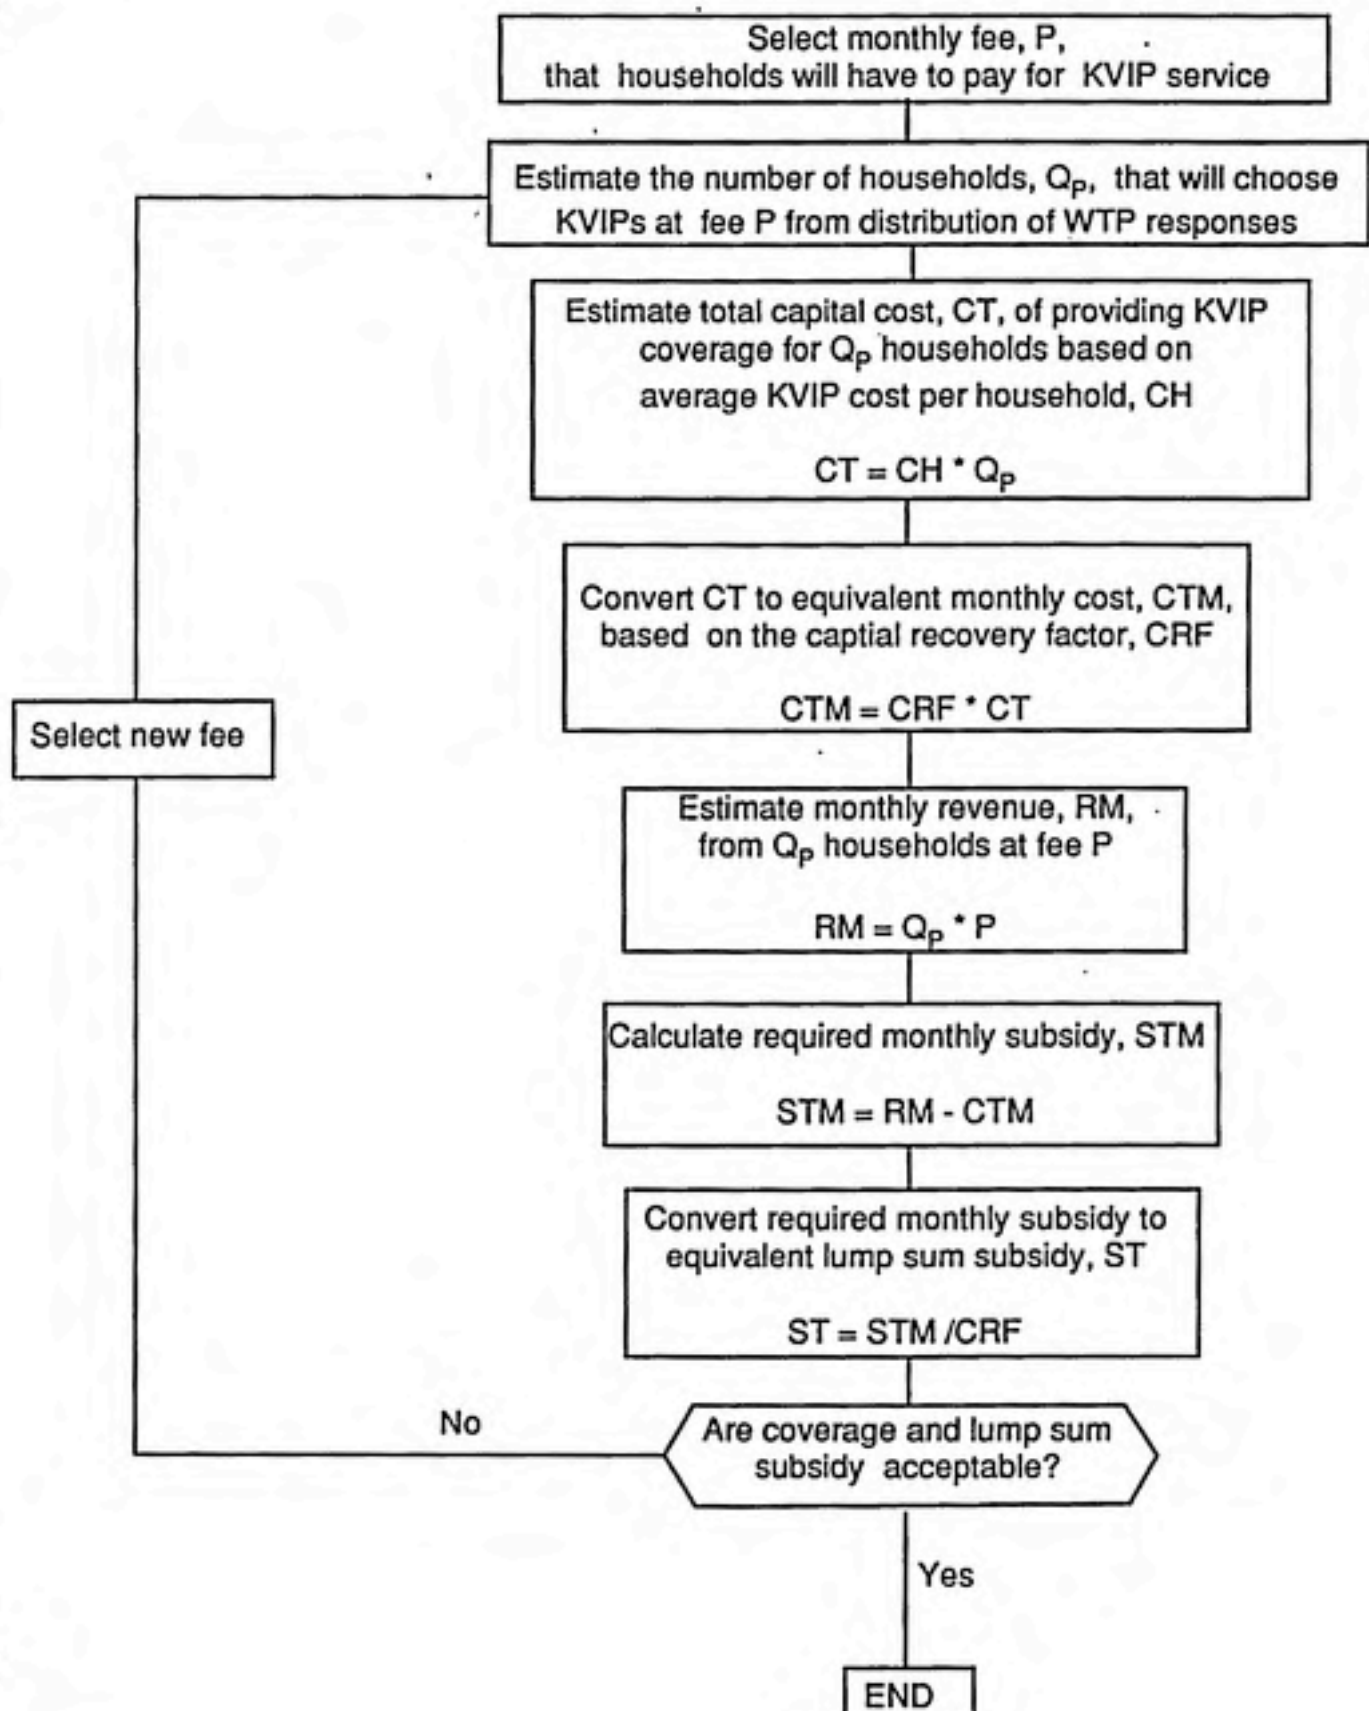 Select monthly fee, P,
that households will have to pay for KVIP service
Estimate the number of households, QP, that will choose
KVIPs at fee P from distribution of WTP responses
Estimate total capital cost, CT, of providing KVIP
coverage for QP households based on
average KVIP cost per household, CH
CT = CH * QP
Convert CT to equivalent monthly cost, CTM,
based on the captial recovery factor, CRF
CTM = CRF * CT
Select new fee
Estimate monthly revenue, RM,
from QP households at fee P
RM = QP * P
Calculate required monthly subsidy, STM
STM = RM - CTM
Convert required monthly subsidy to
equivalent lump sum subsidy, ST
ST = STM /CRF
No
Are coverage and lump sum
subsidy acceptable?
Yes
END